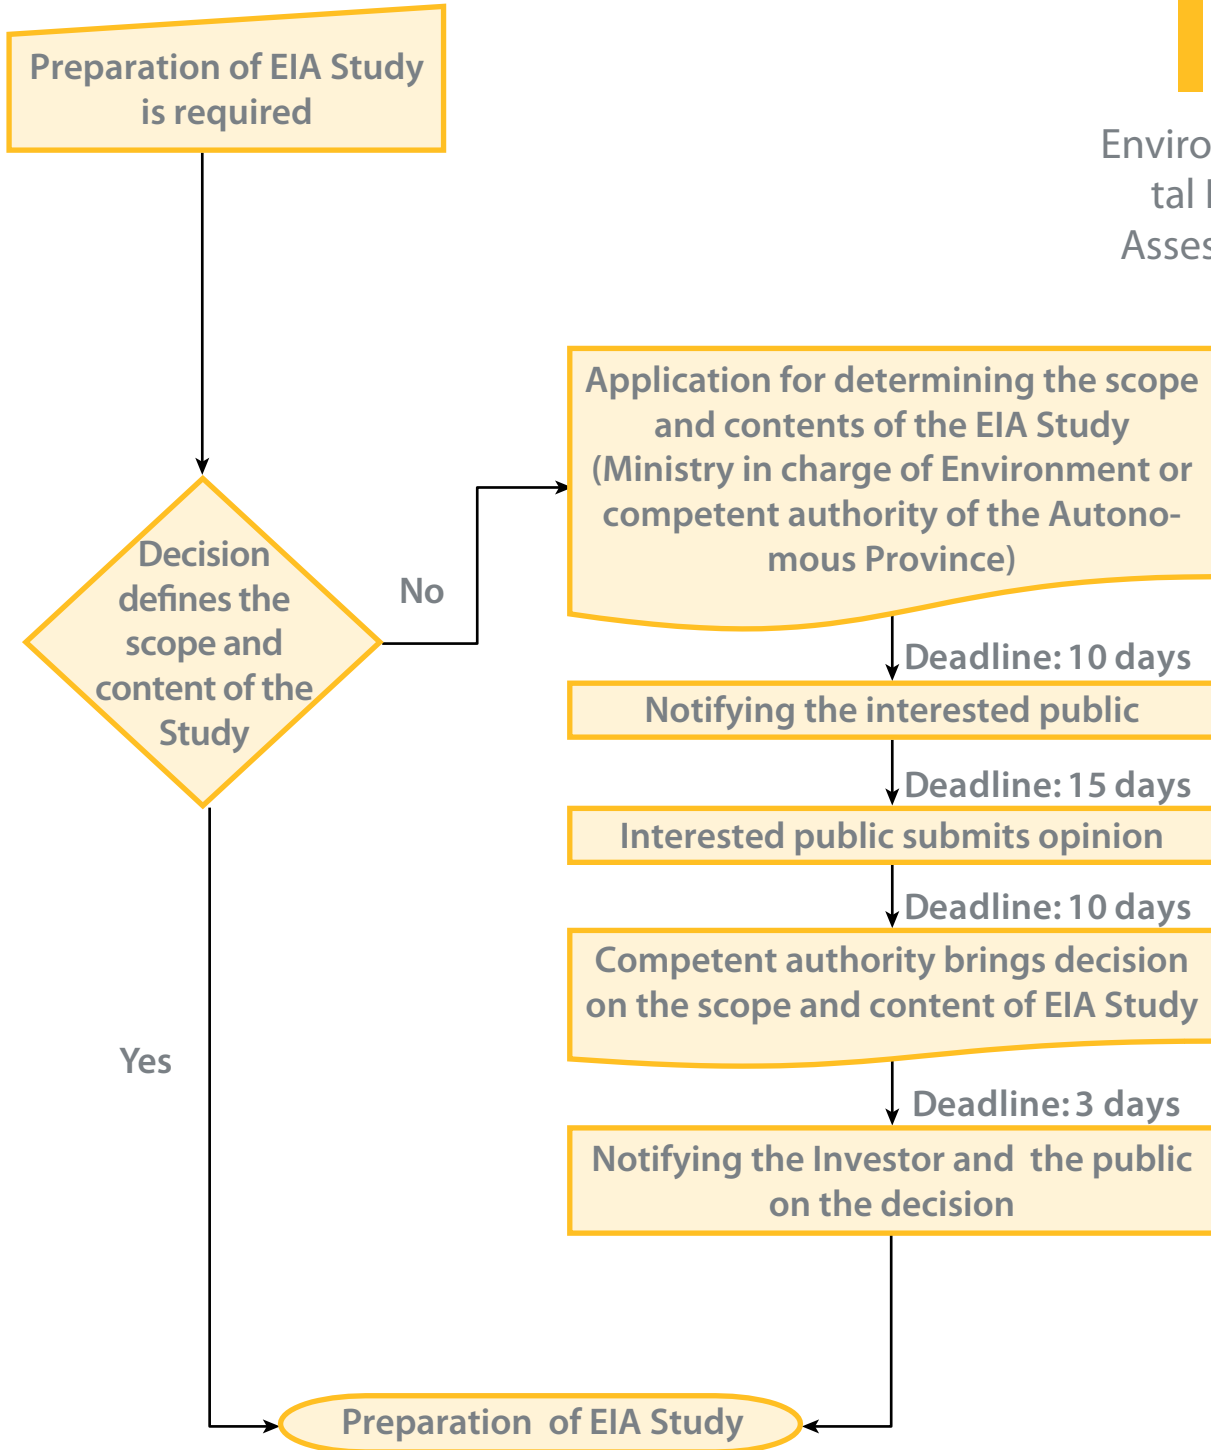 Preparation of EIA Study
is required
Enviro
tal
Asses
Application for determining the scope
and contents of the EIA Study
(Ministry in charge of Environment or
competent authority of the Autono-
mous Province)
Decision
defines the
scope and
content of the
Study
No
Deadline: 10 days
Notifying the interested public
Deadline: 15 days
Interested public submits opinion
Deadline: 10 days
Competent authority brings decision
on the scope and content of EIA Study
Yes
Deadline: 3 days
Notifying the Investor and the public
on the decision
Preparation of EIA Study